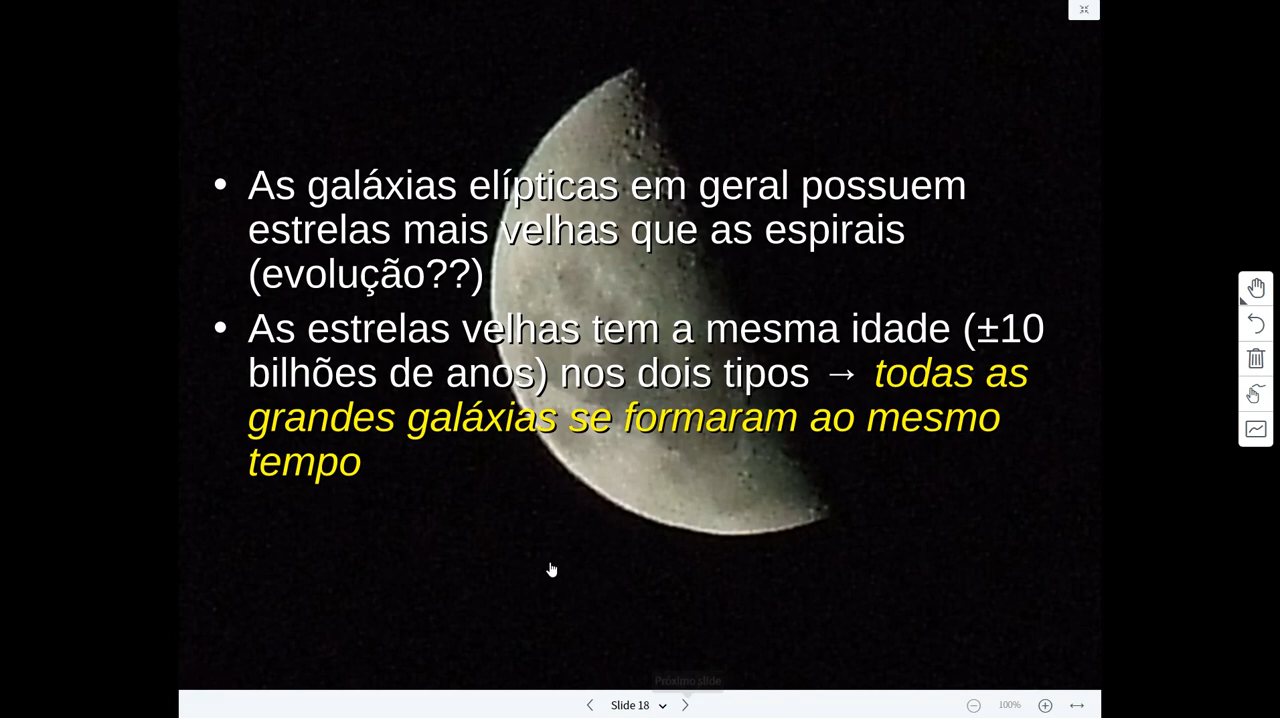 • As galáxias elípticas em geral possuem
estrelas mais velhas que as espirais
(evolução??)
• As estrelas velhas tem a mesma idade (±10
bilhões de anos) nos dois tipos → todas as
grandes galáxias se formaram ao mesmo
tempo
Próximo slide
Slide 18
100%